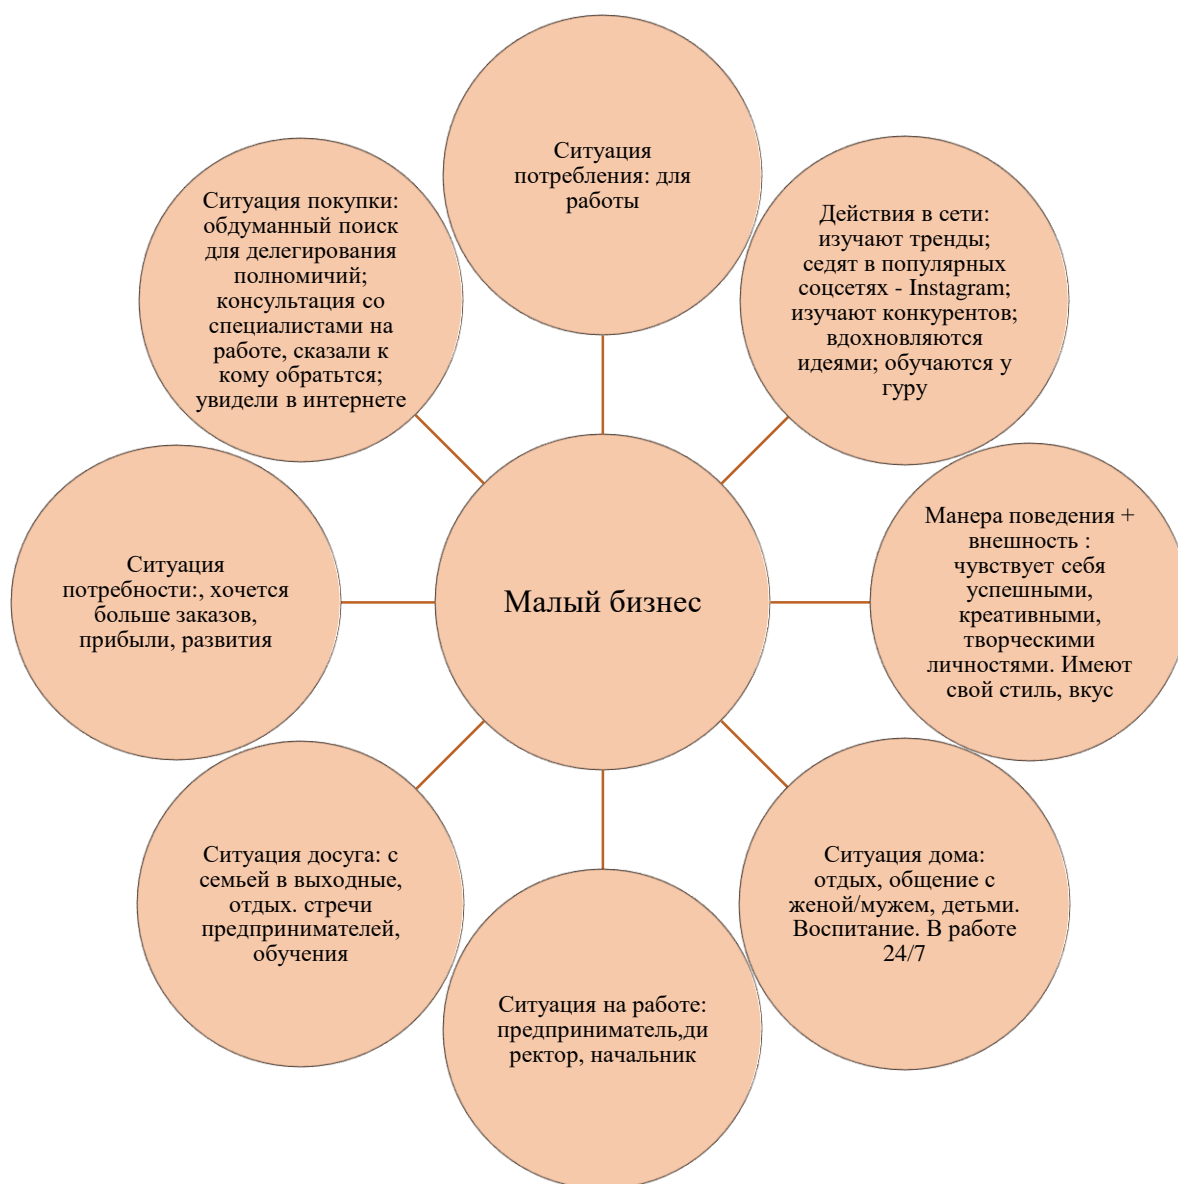 Ситуация
потребления: для
работы
Действия в сети:
изучают тренды;
седят в популярных
соцсетях - Instagram;
изучают конкурентов;
вдохновляются
идеями; обучаются у
гуру
Манера поведения +
внешность :
чувствует себя
успешными,
креативными,
творческими
личностями. Имеют
свой стиль, вкус
Ситуация дома:
отдых, общение с
женой/мужем, детьми.
Воспитание. В работе
24/7
Ситуация на работе:
предприниматель,ди
ректор, начальник
Ситуация досуга: с
семьей в выходные,
отдых. стречи
предпринимателей,
обучения
Ситуация
потребности:, хочется
больше заказов,
прибыли, развития
Ситуация покупки:
обдуманный поиск
для делегирования
полномичий;
консультация со
специалистами на
работе, сказали к
кому обратьтся;
увидели в интернете
Малый бизнес